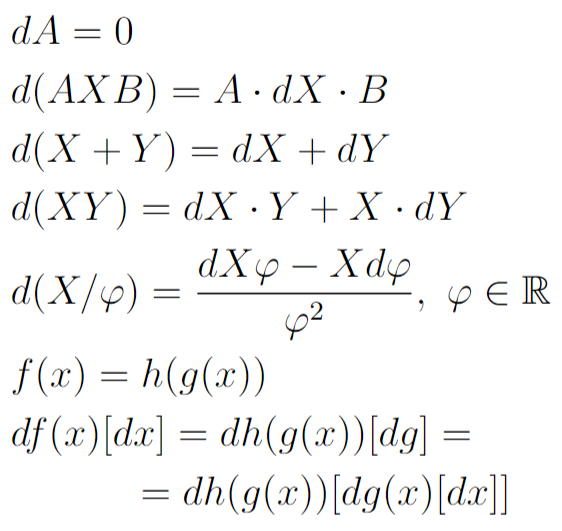 dA = 0
d(AXB) = A · dX · B
d(X + Y) = dX + dY
d(XY) = dX · Y + X · dY
d(X/φ) = (dXφ − Xdφ)/φ², φ ∈ ℝ
f(x) = h(g(x))
df(x)[dx] = dh(g(x))[dg] =
= dh(g(x))[dg(x)[dx]]